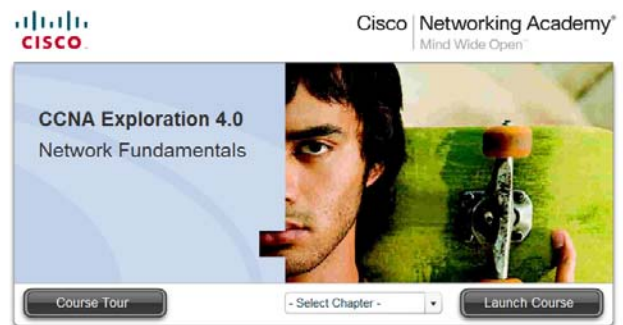 CISCO
Cisco Networking Academy®
Mind Wide Open™
CCNA Exploration 4.0
Network Fundamentals
Course Tour
- Select Chapter -
Launch Course